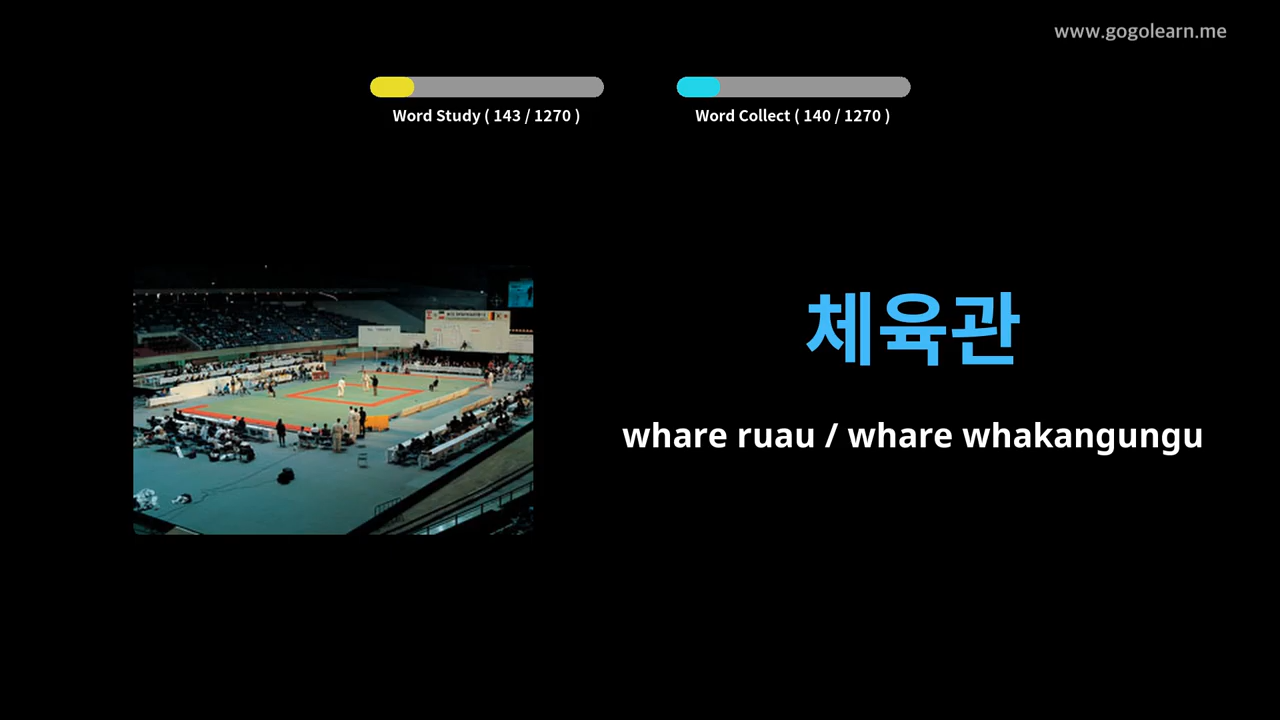 www.gogolearn.me
Word Study ( 143 / 1270 )
Word Collect ( 140 / 1270 )
체육관
whare ruau / whare whakangungu